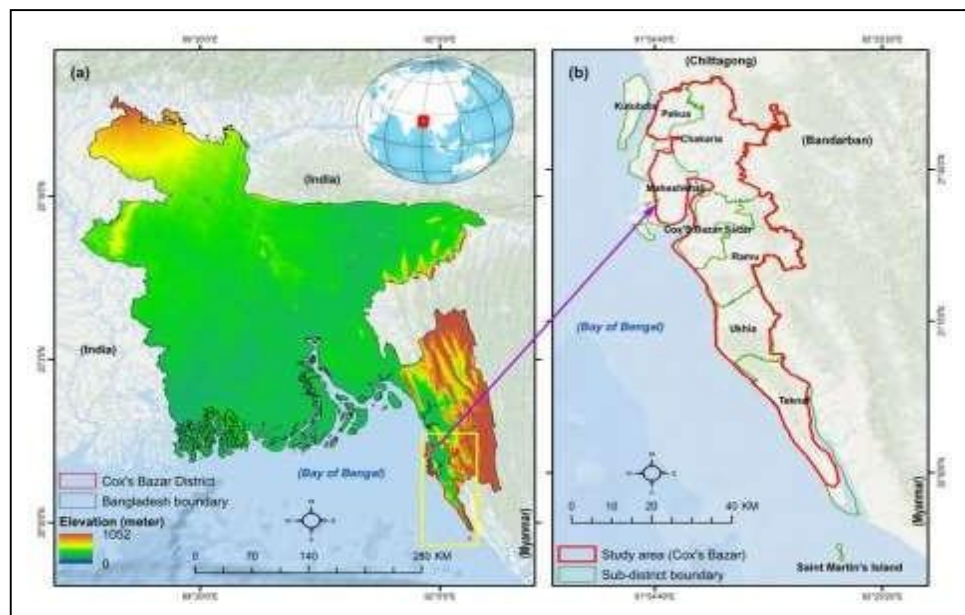 (a)
(India)
(India)
(Bay of Bengal)
(Myanmar)
Cox's Bazar District
Bangladesh boundary
Elevation (meter)
1052
0
0 70 140 280 KM
(b)
(Chittagong)
Kutubdia
Pekua
Chakaria
(Bandarban)
Maheshkhali
Cox'S Bazar Sadar
Ramu
(Bay of Bengal)
Ukhia
Teknaf
0 10 20 40 KM
(Myanmar)
Study area (Cox's Bazar)
Sub-district boundary
Saint Martin's Island